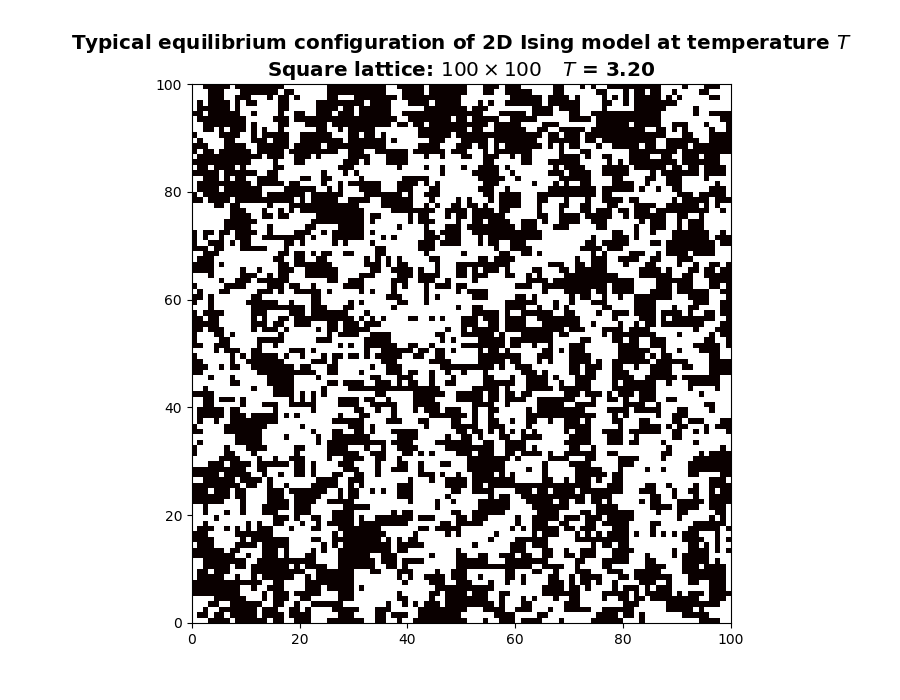 Typical equilibrium configuration of 2D Ising model at temperature T
Square lattice: 100 × 100 T = 3.20
100
80
60
40
20
0
0 20 40 60 80 100